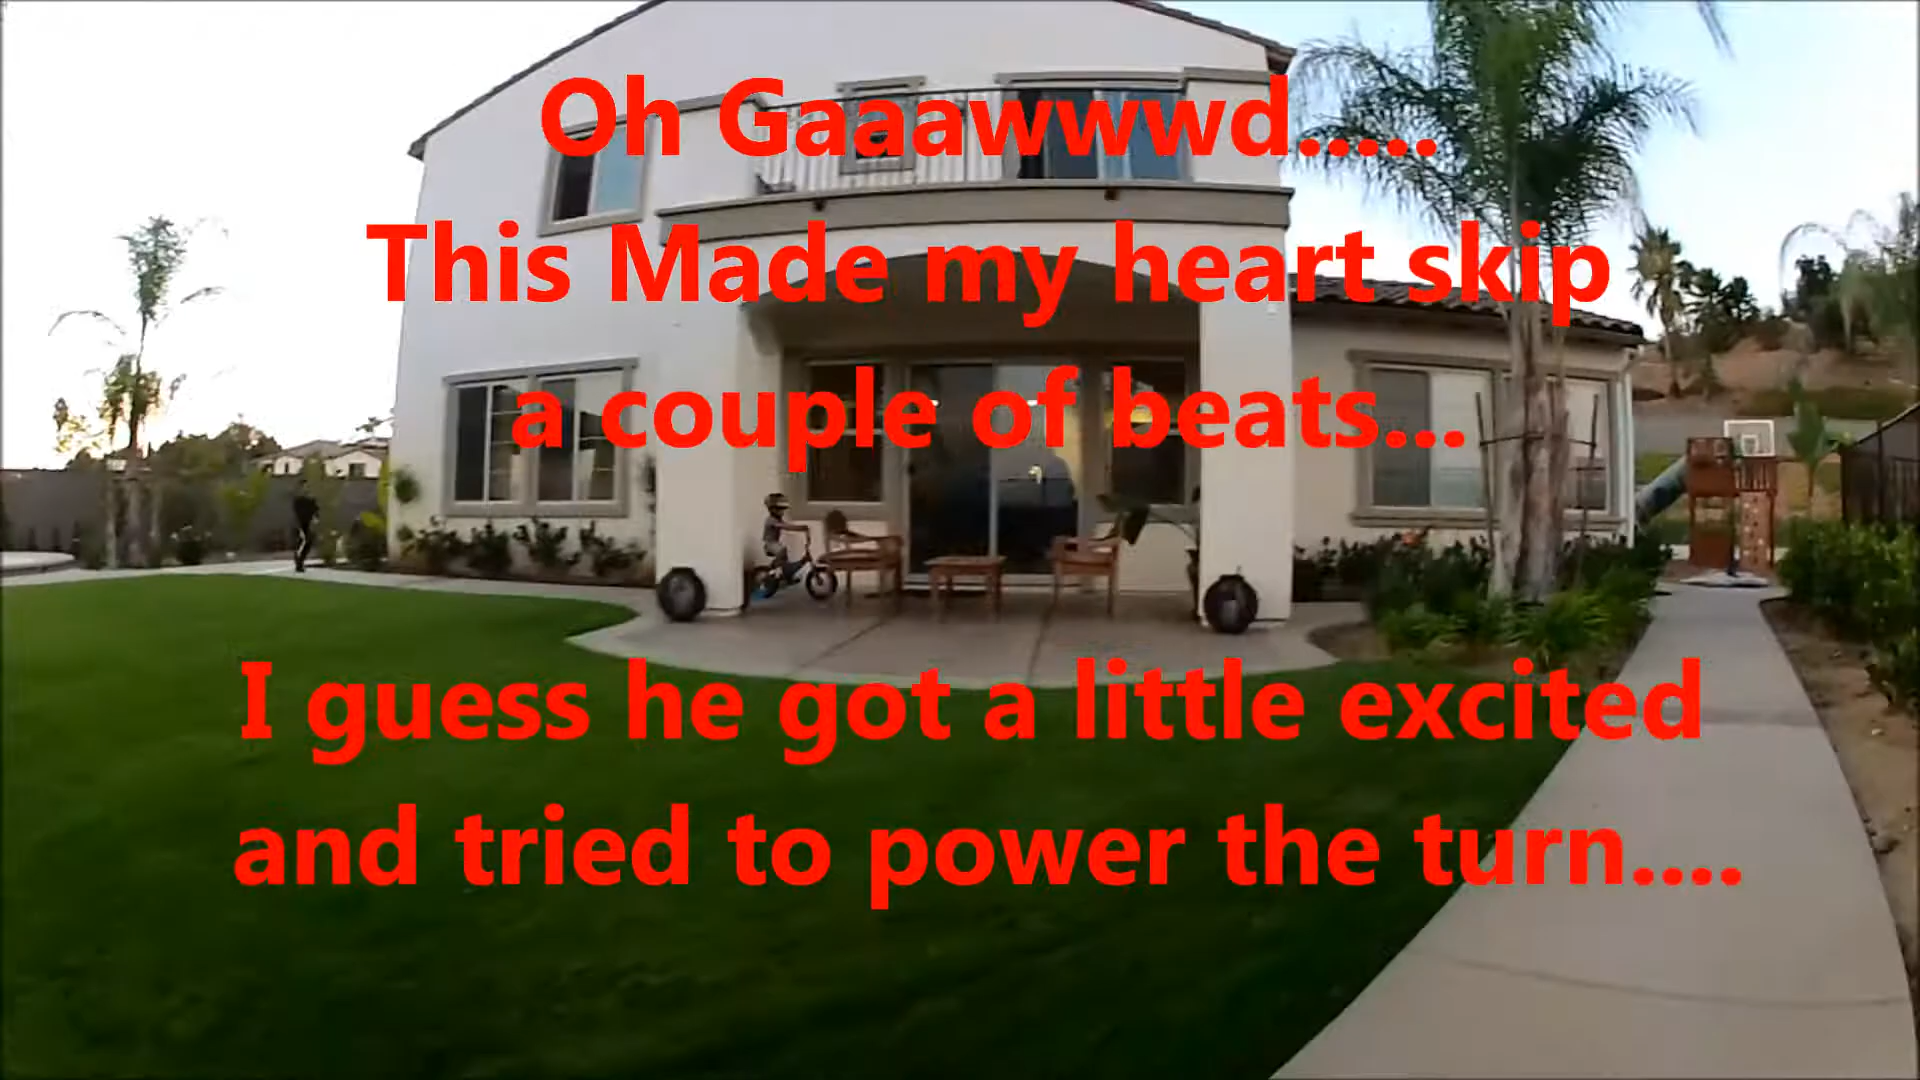 Oh Gaaawwwd.....
This Made my heart skip
a couple of beats...
I guess he got a little excited
and tried to power the turn....